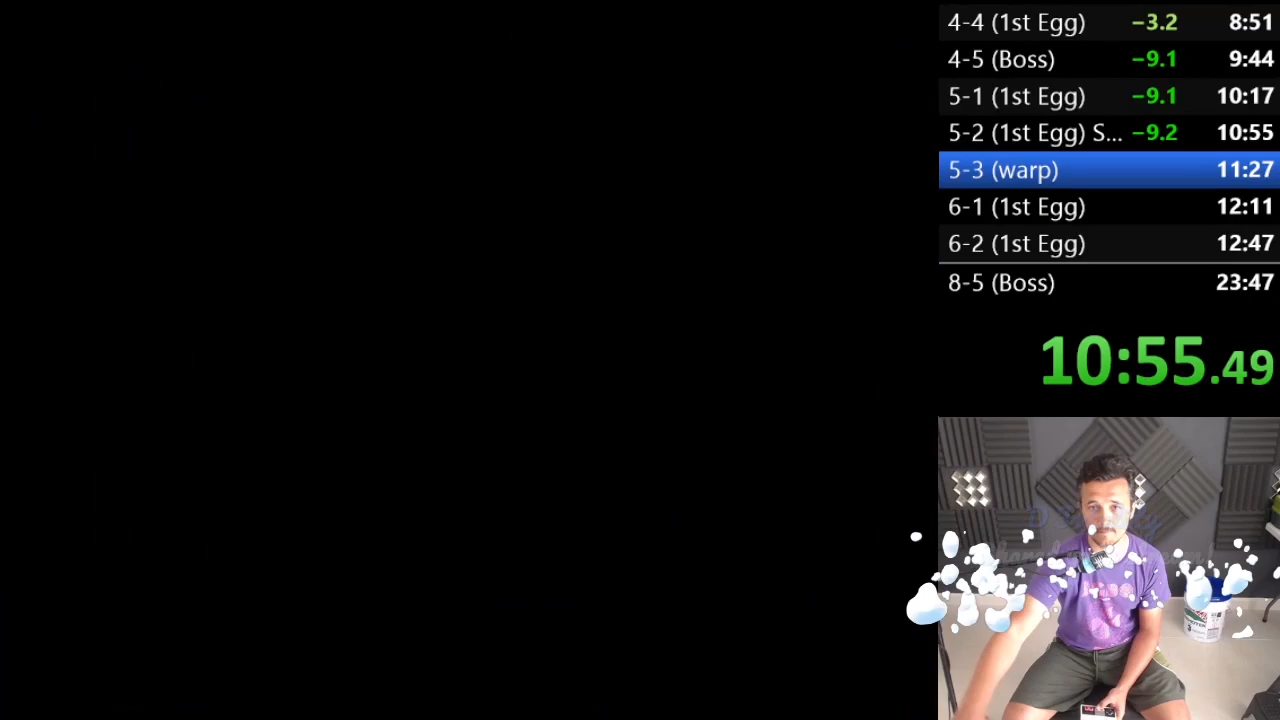 4-4 (1st Egg) −3.2 8:51
4-5 (Boss) −9.1 9:44
5-1 (1st Egg) −9.1 10:17
5-2 (1st Egg) S... −9.2 10:55
5-3 (warp) 11:27
6-1 (1st Egg) 12:11
6-2 (1st Egg) 12:47
8-5 (Boss) 23:47
10:55.49